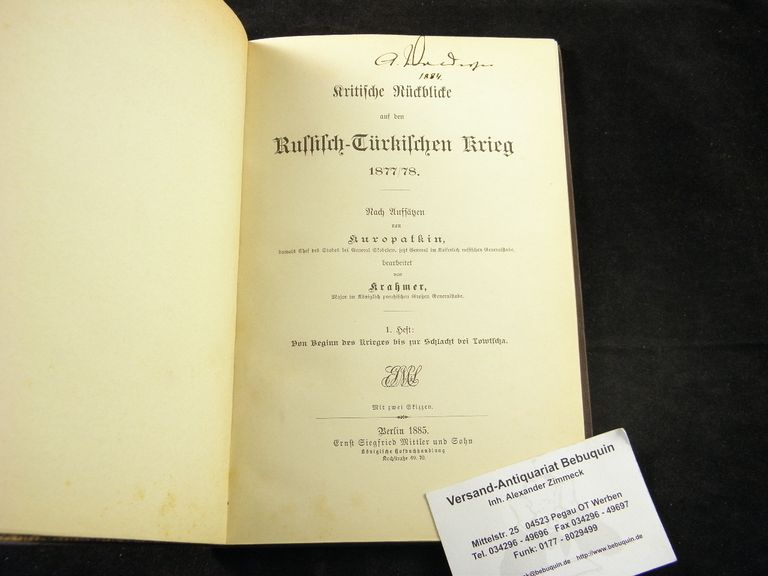 1884.
Kritische Rückblicke
auf den
Russisch-Türkischen Krieg
1877/78.
Nach Aufsätzen
von
Kuropatkin,
damals Chef des Stabes bei General Skobelew, jetzt General im Kaiserlich russischen Generalstabe,
bearbeitet
von
Krahmer,
Major im Königlich preußischen Großen Generalstabe.
1. Heft:
Von Beginn des Krieges bis zur Schlacht bei Lowtscha.
Mit zwei Skizzen.
Berlin 1885.
Ernst Siegfried Mittler und Sohn
Königliche Hofbuchhandlung
Kochstraße 69. 70.
Versand-Antiquariat Bebuquin
Inh. Alexander Zimmeck
Mittelstr. 25 04523 Pegau OT Werben
Tel. 034296 - 49696 Fax 034296 - 49697
Funk: 0177 - 8029499
@bebuquin.de http://www.bebuquin.de